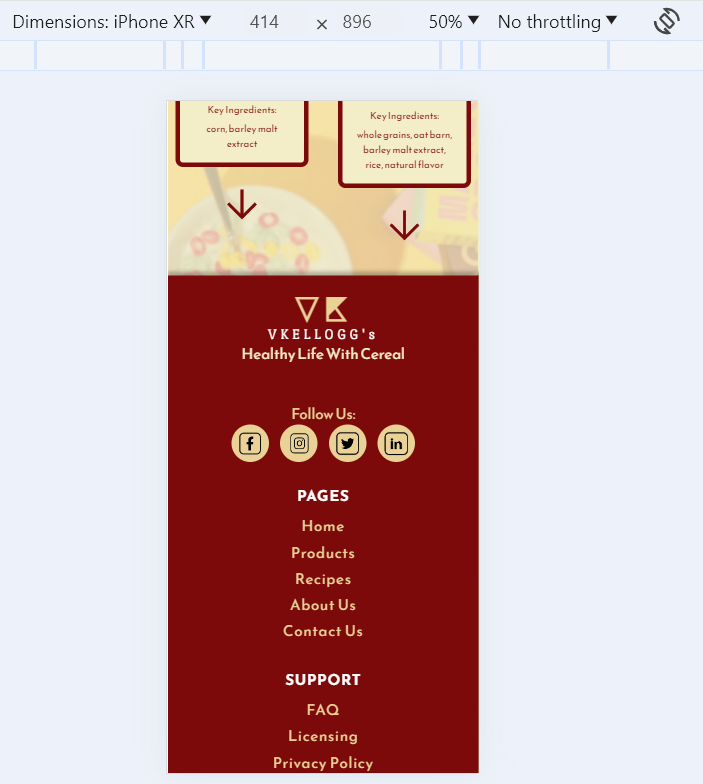 Dimensions: iPhone XR 414 × 896 50% No throttling
Key Ingredients:
corn, barley malt
extract
Key Ingredients:
whole grains, oat barn,
barley malt extract,
rice, natural flavor
VK
VKELLOGG's
Healthy Life With Cereal
Follow Us:
f in
PAGES
Home
Products
Recipes
About Us
Contact Us
SUPPORT
FAQ
Licensing
Privacy Policy